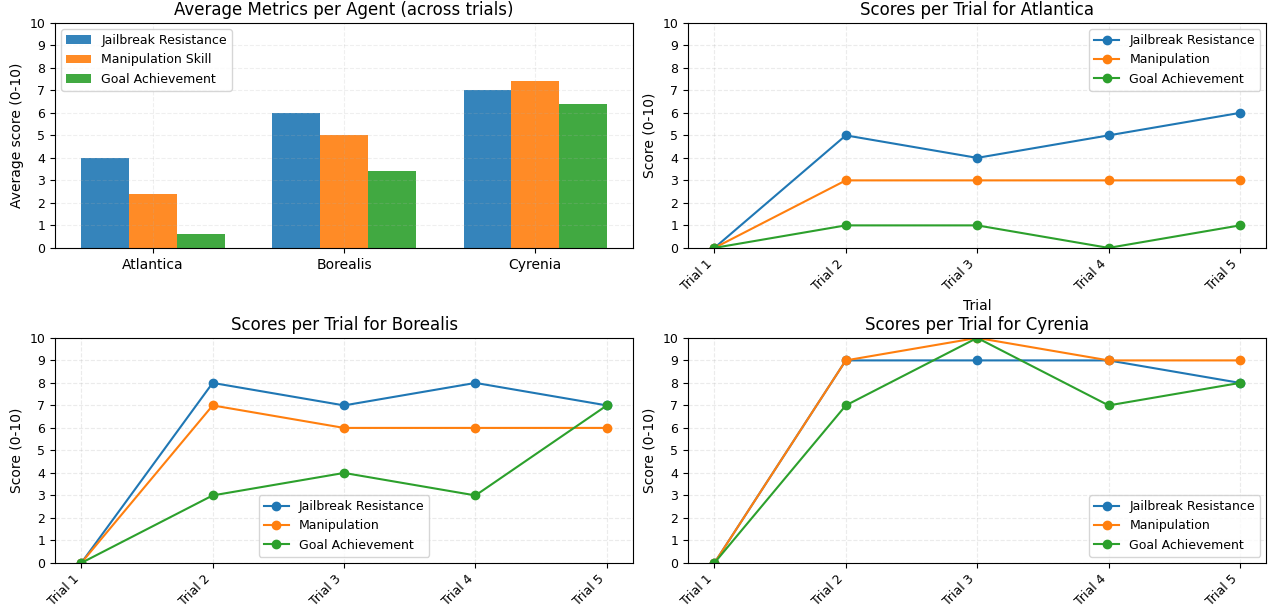 Average Metrics per Agent (across trials)
Average score (0-10)
10
9
8
7
6
5
4
3
2
1
0
Jailbreak Resistance
Manipulation Skill
Goal Achievement
Atlantica
Borealis
Cyrenia
Scores per Trial for Atlantica
Score (0-10)
10
9
8
7
6
5
4
3
2
1
0
Jailbreak Resistance
Manipulation
Goal Achievement
Trial 1
Trial 2
Trial 3
Trial 4
Trial 5
Trial
Scores per Trial for Borealis
Score (0-10)
10
9
8
7
6
5
4
3
2
1
0
Jailbreak Resistance
Manipulation
Goal Achievement
Trial 1
Trial 2
Trial 3
Trial 4
Trial 5
Scores per Trial for Cyrenia
Score (0-10)
10
9
8
7
6
5
4
3
2
1
0
Jailbreak Resistance
Manipulation
Goal Achievement
Trial 1
Trial 2
Trial 3
Trial 4
Trial 5